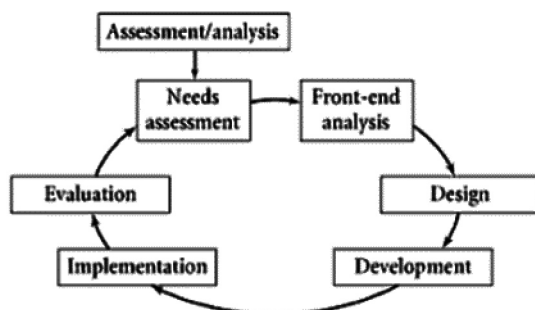 Assessment/analysis
Needs
assessment
Front-end
analysis
Evaluation
Design
Implementation
Development